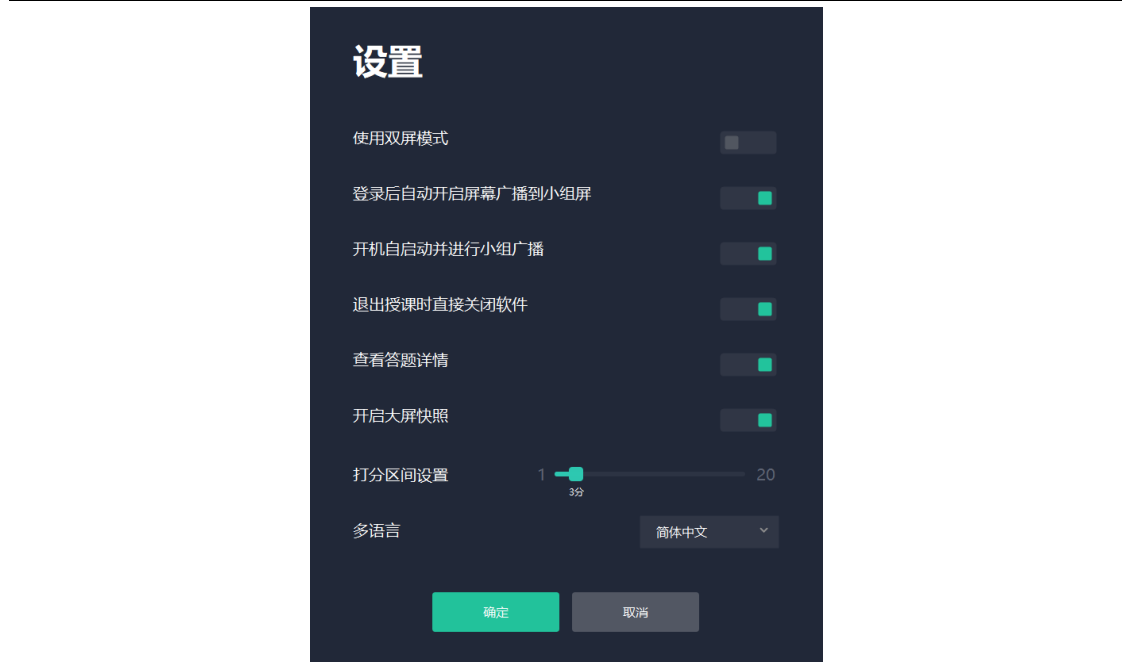 设置
使用双屏模式
登录后自动开启屏幕广播到小组屏
开机自启动并进行小组广播
退出授课时直接关闭软件
查看答题详情
开启大屏快照
打分区间设置 1 20
3分
多语言 简体中文
确定 取消